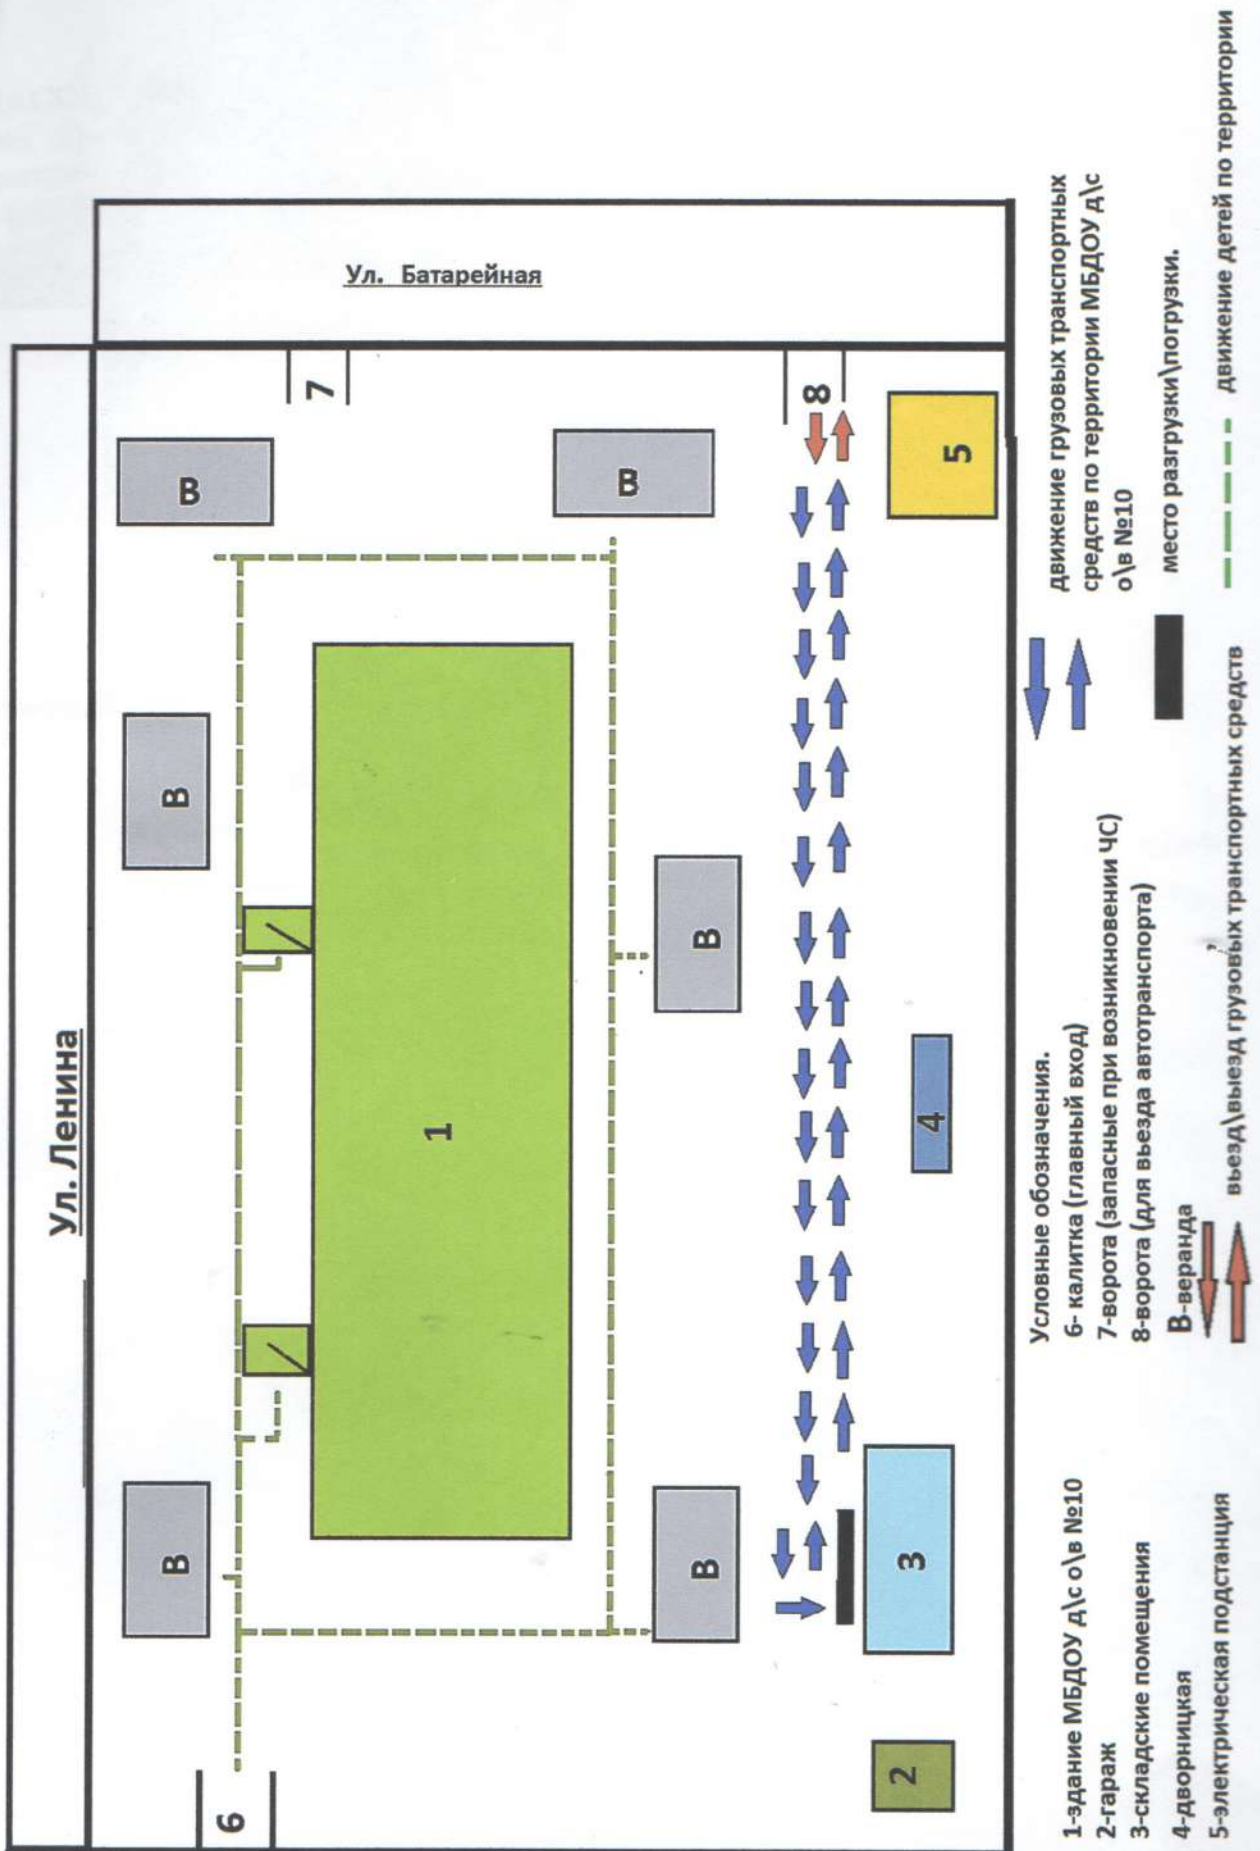 Ул. Ленина
Ул. Батарейная
В
В
В
В
В
В
1
2
3
4
5
6
7
8
1-здание МБДОУ д\с о\в №10
2-гараж
3-складские помещения
4-дворницкая
5-электрическая подстанция
Условные обозначения.
6- калитка (главный вход)
7-ворота (запасные при возникновении ЧС)
8-ворота (для вьезда автотранспорта)
В-веранда
вьезд\выезд грузовых транспортных средств
движение грузовых транспортных
средств по территории МБДОУ д\с
о\в №10
место разгрузки\погрузки.
движение детей по территории